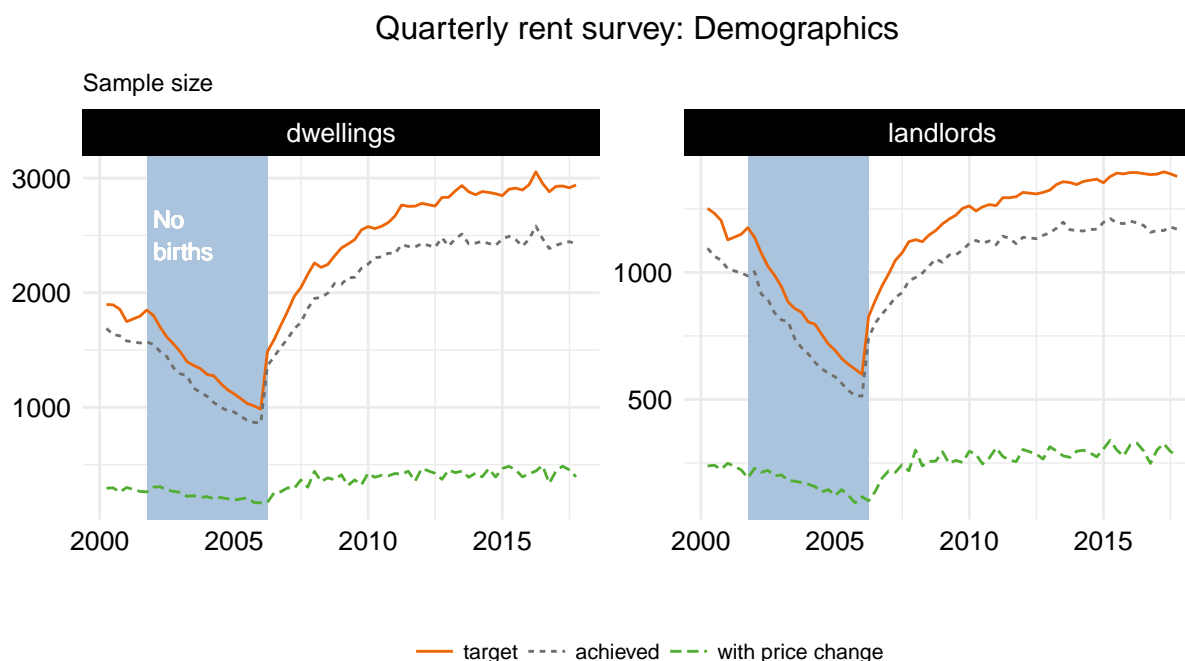 Quarterly rent survey: Demographics
Sample size
dwellings
landlords
3000
2000
1000
No
births
1000
500
2000 2005 2010 2015
2000 2005 2010 2015
target achieved with price change